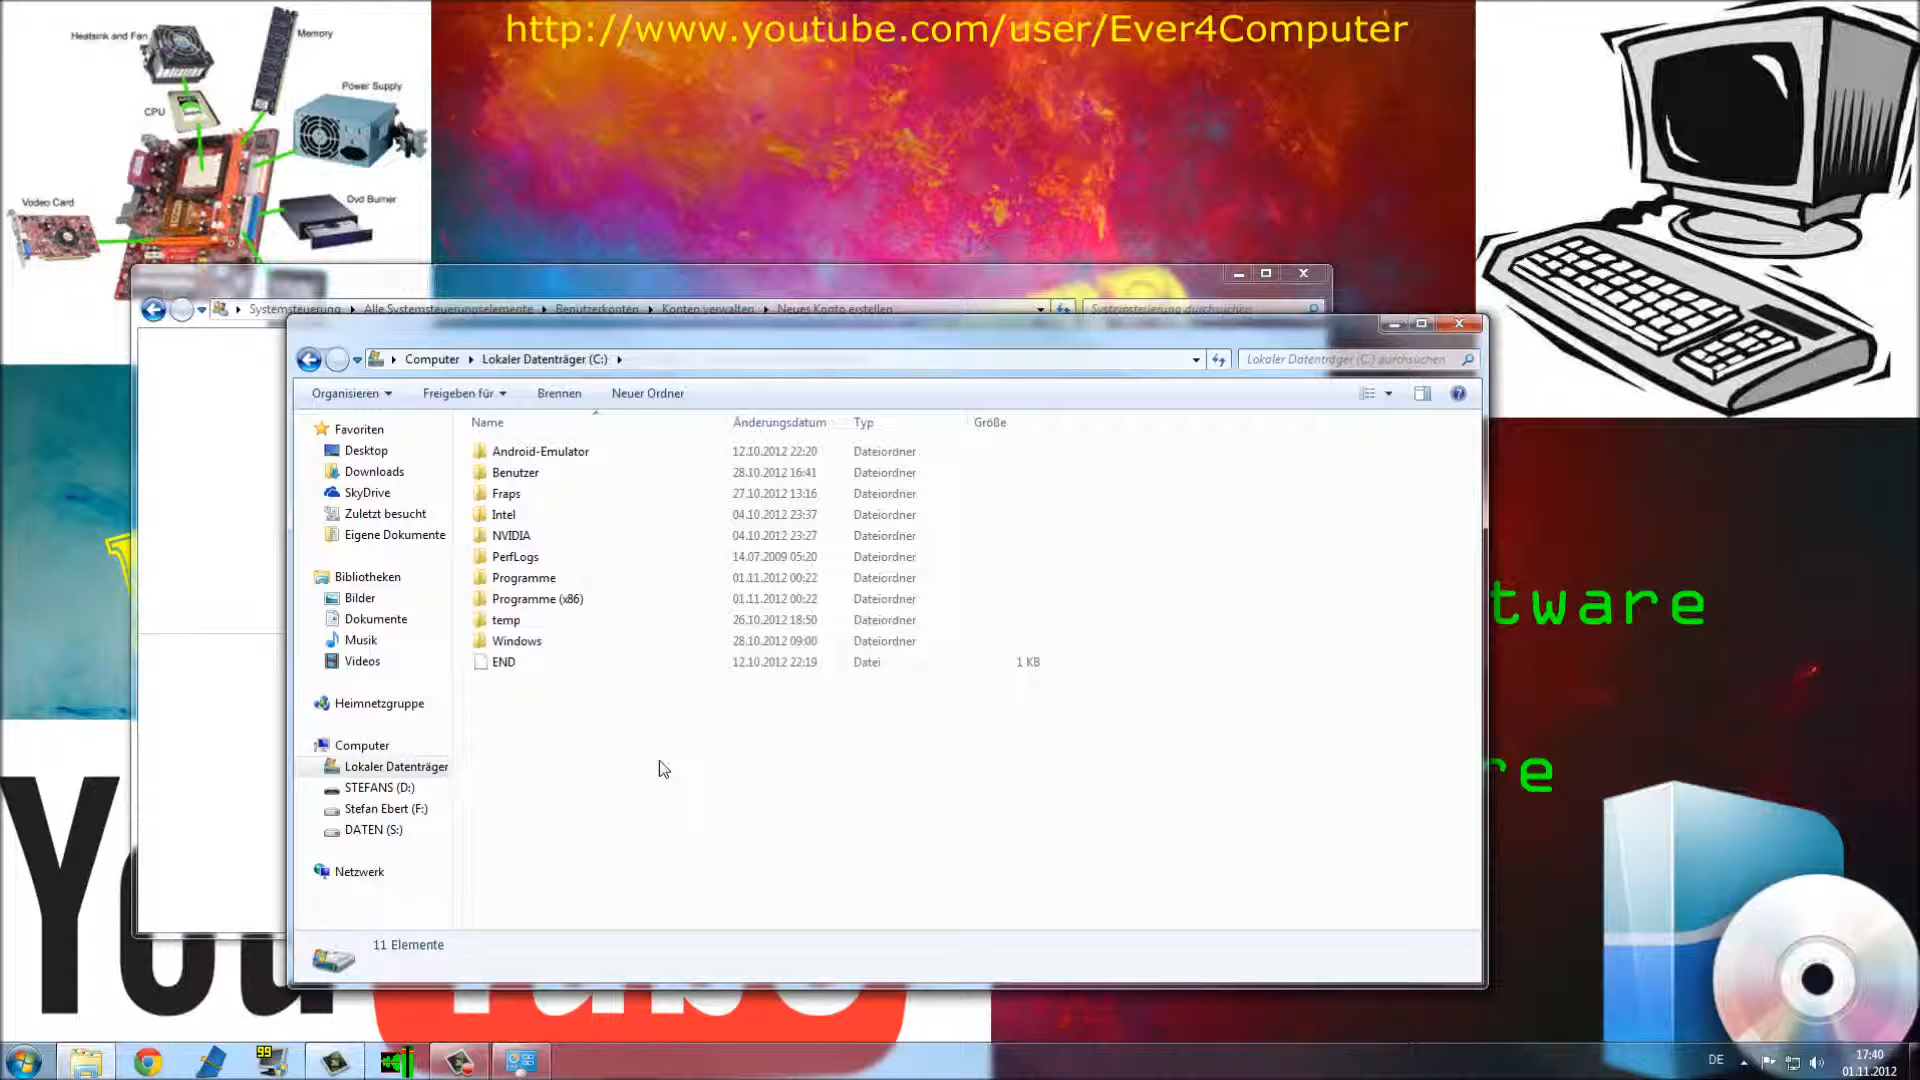 http://www.youtube.com/user/Ever4Computer
Heatsink and Fan
Memory
CPU
Power Supply
Vodeo Card
Dvd Burner
Systemsteuerung
Alle Systemsteuerungselemente
Benutzerkonten
Konten verwalten
Neues Konto erstellen
Systemsteuerung durchsuchen
Computer
Lokaler Datenträger (C:)
Lokaler Datenträger (C:) durchsuchen
Organisieren
Freigeben für
Brennen
Neuer Ordner
Name Änderungsdatum Typ Größe
Favoriten
Desktop
Downloads
SkyDrive
Zuletzt besucht
Eigene Dokumente
Bibliotheken
Bilder
Dokumente
Musik
Videos
Heimnetzgruppe
Computer
Lokaler Datenträger
STEFANS (D:)
Stefan Ebert (F:)
DATEN (S:)
Netzwerk
Android-Emulator 12.10.2012 22:20 Dateiordner
Benutzer 28.10.2012 16:41 Dateiordner
Fraps 27.10.2012 13:16 Dateiordner
Intel 04.10.2012 23:37 Dateiordner
NVIDIA 04.10.2012 23:27 Dateiordner
PerfLogs 14.07.2009 05:20 Dateiordner
Programme 01.11.2012 00:22 Dateiordner
Programme (x86) 01.11.2012 00:22 Dateiordner
temp 26.10.2012 18:50 Dateiordner
Windows 28.10.2012 09:00 Dateiordner
END 12.10.2012 22:19 Datei 1 KB
11 Elemente
tware
re
You
Tube
99
DE
17:40
01.11.2012